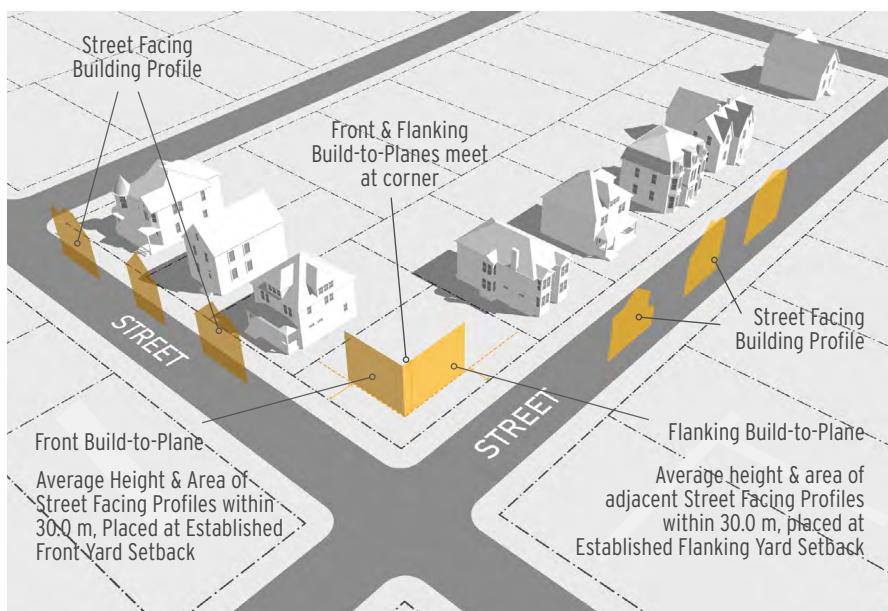 Street Facing
Building Profile
Front & Flanking
Build-to-Planes meet
at corner
STREET
STREET
Street Facing
Building Profile
Front Build-to-Plane
Average Height & Area of
Street Facing Profiles within
30.0 m, Placed at Established
Front Yard Setback
Flanking Build-to-Plane
Average height & area of
adjacent Street Facing Profiles
within 30.0 m, placed at
Established Flanking Yard Setback